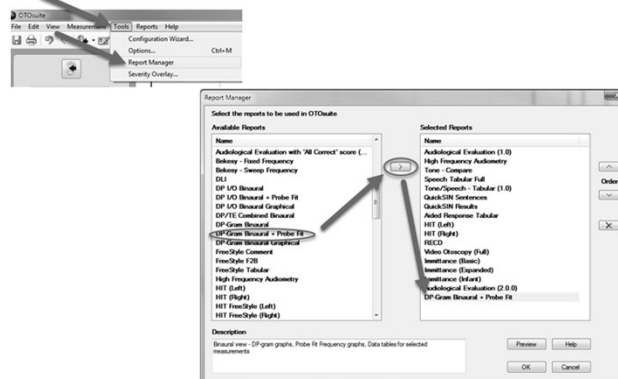 OTOsuite
File Edit View Measurement Tools Reports Help
Configuration Wizard...
Options... Ctrl+M
Report Manager
Severity Overlay...
Report Manager
Select the reports to be used in OTOsuite
Available Reports
Name
Audiological Evaluation with 'All Correct' score (...
Bekesy - Fixed Frequency
Bekesy - Sweep Frequency
DLI
DP I/O Binaural
DP I/O Binaural + Probe Fit
DP I/O Binaural Graphical
DP/TE Combined Binaural
DP-Gram Binaural
DP-Gram Binaural + Probe Fit
DP-Gram Binaural Graphical
FreeStyle Comment
FreeStyle F2B
FreeStyle Tabular
High Frequency Audiometry
HIT (Left)
HIT (Right)
HIT FreeStyle (Left)
HIT FreeStyle (Right)
>
Selected Reports
Name
Audiological Evaluation (1.0)
High Frequency Audiometry
Tone - Compare
Speech Tabular Full
Tone/Speech - Tabular (1.0)
QuickSIN Sentences
QuickSIN Results
Aided Response Tabular
HIT (Left)
HIT (Right)
RECD
Video Otoscopy (Full)
Immittance (Basic)
Immittance (Expanded)
Immittance (Infant)
Audiological Evaluation (2.0.0)
DP-Gram Binaural + Probe Fit
Order
Description
Binaural view - DP-gram graphs, Probe Fit Frequency graphs, Data tables for selected
measurements
Preview Help
OK Cancel